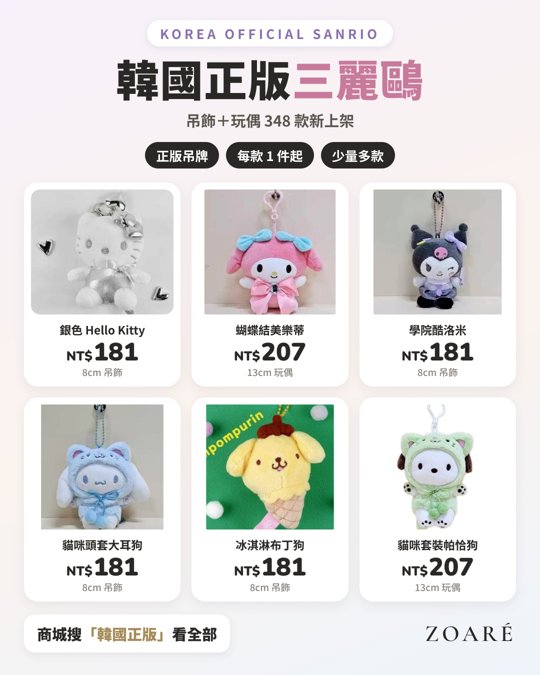 KOREA OFFICIAL SANRIO
韓國正版三麗鷗
吊飾＋玩偶 348 款新上架
正版吊牌 每款 1 件起 少量多款
銀色 Hello Kitty
NT$181
8cm 吊飾
蝴蝶結美樂蒂
NT$207
13cm 玩偶
學院酷洛米
NT$181
8cm 吊飾
貓咪頭套大耳狗
NT$181
8cm 吊飾
pompurin
冰淇淋布丁狗
NT$181
8cm 吊飾
貓咪套裝帕恰狗
NT$207
13cm 玩偶
商城搜「韓國正版」看全部
ZOARÉ